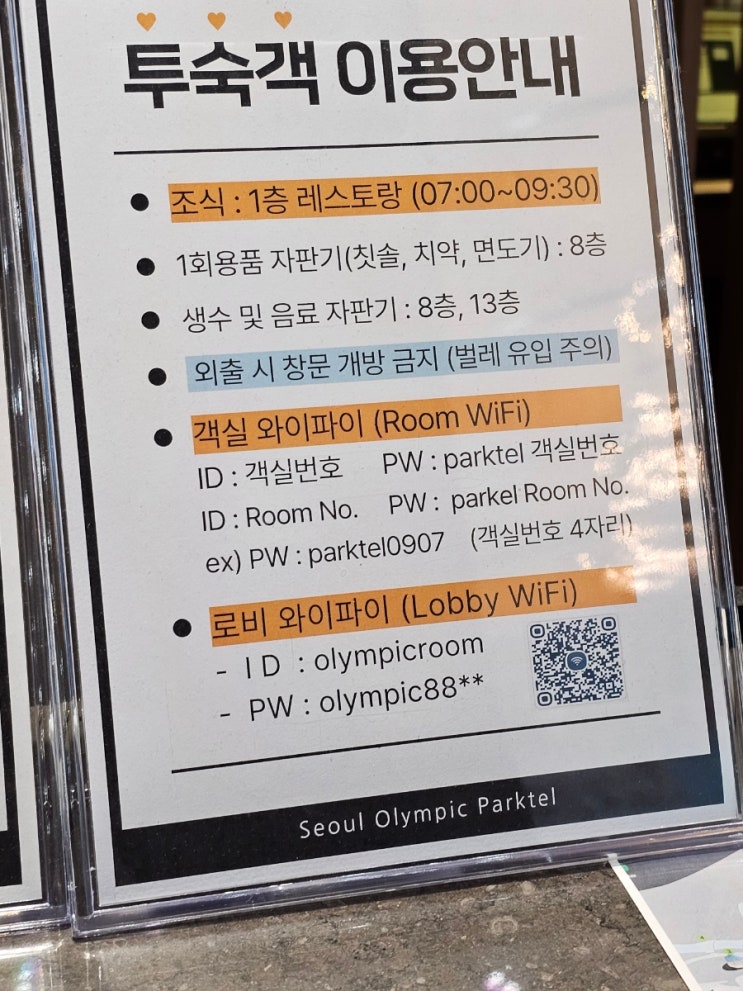 투숙객 이용안내
● 조식 : 1층 레스토랑 (07:00~09:30)
● 1회용품 자판기(칫솔, 치약, 면도기) : 8층
● 생수 및 음료 자판기 : 8층, 13층
● 외출 시 창문 개방 금지 (벌레 유입 주의)
● 객실 와이파이 (Room WiFi)
ID : 객실번호 PW : parktel 객실번호
ID : Room No. PW : parkel Room No.
ex) PW : parktel0907 (객실번호 4자리)
● 로비 와이파이 (Lobby WiFi)
- I D : olympicroom
- PW : olympic88**
Seoul Olympic Parktel